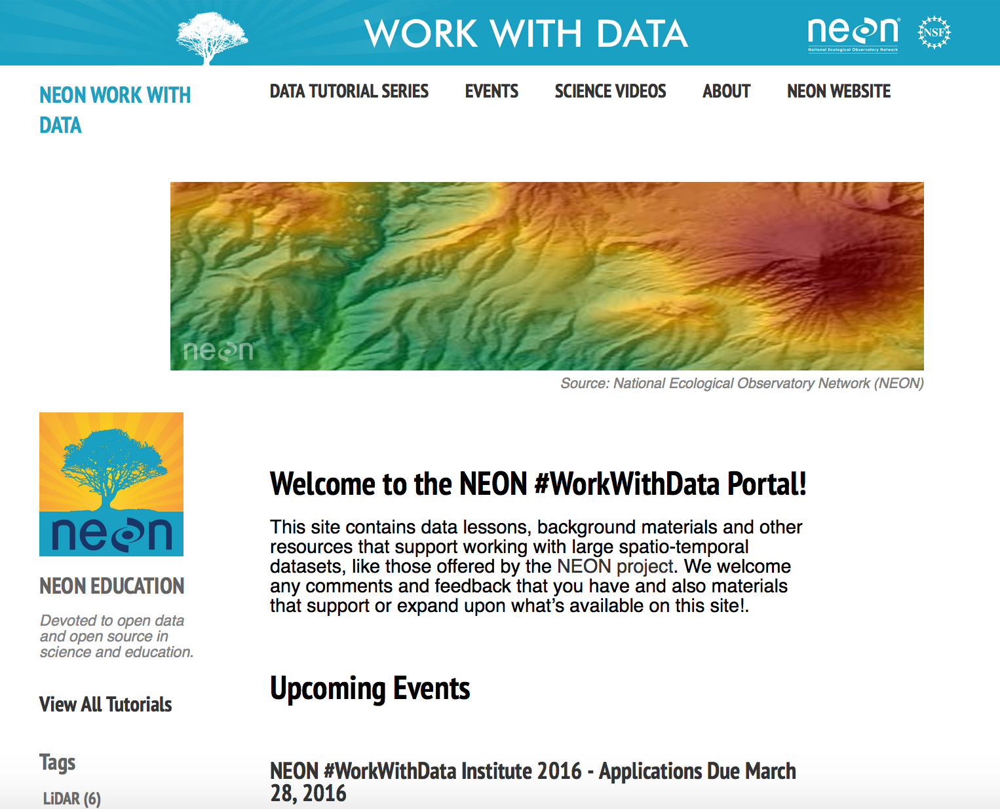 WORK WITH DATA
neon®
National Ecological Observatory Network
NSF
NEON WORK WITH
DATA
DATA TUTORIAL SERIES
EVENTS
SCIENCE VIDEOS
ABOUT
NEON WEBSITE
neon
Source: National Ecological Observatory Network (NEON)
neon
NEON EDUCATION
Devoted to open data
and open source in
science and education.
View All Tutorials
Tags
LiDAR (6)
Welcome to the NEON #WorkWithData Portal!
This site contains data lessons, background materials and other
resources that support working with large spatio-temporal
datasets, like those offered by the NEON project. We welcome
any comments and feedback that you have and also materials
that support or expand upon what’s available on this site!.
Upcoming Events
NEON #WorkWithData Institute 2016 - Applications Due March
28, 2016